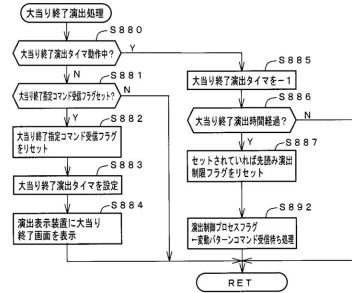 大当り終了演出処理
S880
大当り終了演出タイマ動作中?
Y
N
S881
大当り終了指定コマンド受信フラグセット?
N
Y
S882
大当り終了指定コマンド受信フラグ
をリセット
S883
大当り終了演出タイマを設定
S884
演出表示装置に大当り
終了画面を表示
S885
大当り終了演出タイマを−1
S886
大当り終了演出時間経過?
N
Y
S887
セットされていれば先読み演出
制限フラグをリセット
S892
演出制御プロセスフラグ
←変動パターンコマンド受信待ち処理
RET